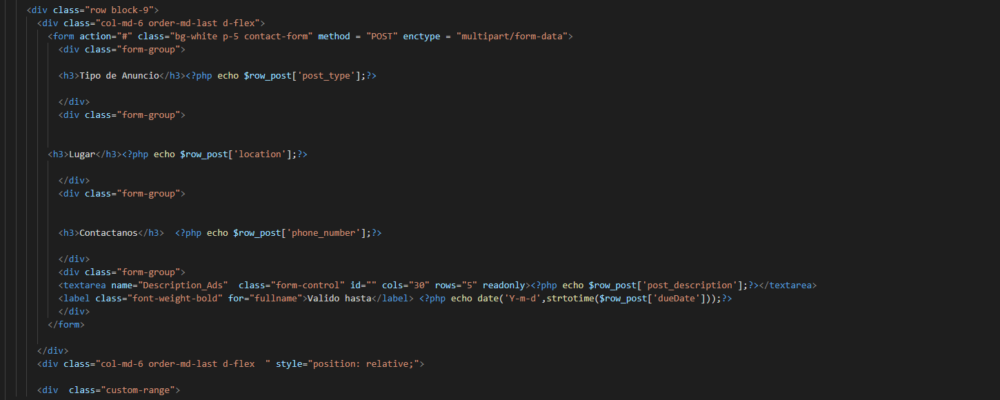 <div class="row block-9">
<div class="col-md-6 order-md-last d-flex">
<form action="#" class="bg-white p-5 contact-form" method = "POST" enctype = "multipart/form-data">
<div class="form-group">
<h3>Tipo de Anuncio</h3><?php echo $row_post['post_type'];?>
</div>
<div class="form-group">
<h3>Lugar</h3><?php echo $row_post['location'];?>
</div>
<div class="form-group">
<h3>Contactanos</h3>  <?php echo $row_post['phone_number'];?>
</div>
<div class="form-group">
<textarea name="Description_Ads"  class="form-control" id="" cols="30" rows="5" readonly><?php echo $row_post['post_description'];?></textarea>
<label class="font-weight-bold" for="fullname">Valido hasta</label> <?php echo date('Y-m-d',strtotime($row_post['dueDate']));?>
</div>
</form>
</div>
<div class="col-md-6 order-md-last d-flex  " style="position: relative;">
<div  class="custom-range">